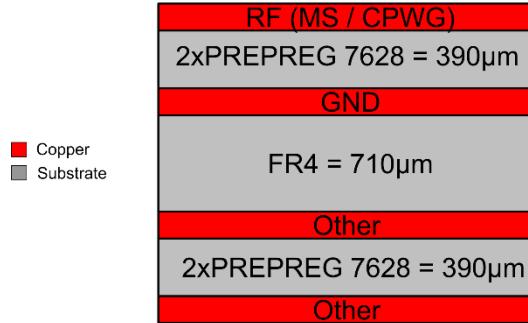 RF (MS / CPWG)
2xPREPREG 7628 = 390µm
GND
Copper
Substrate
FR4 = 710µm
Other
2xPREPREG 7628 = 390µm
Other